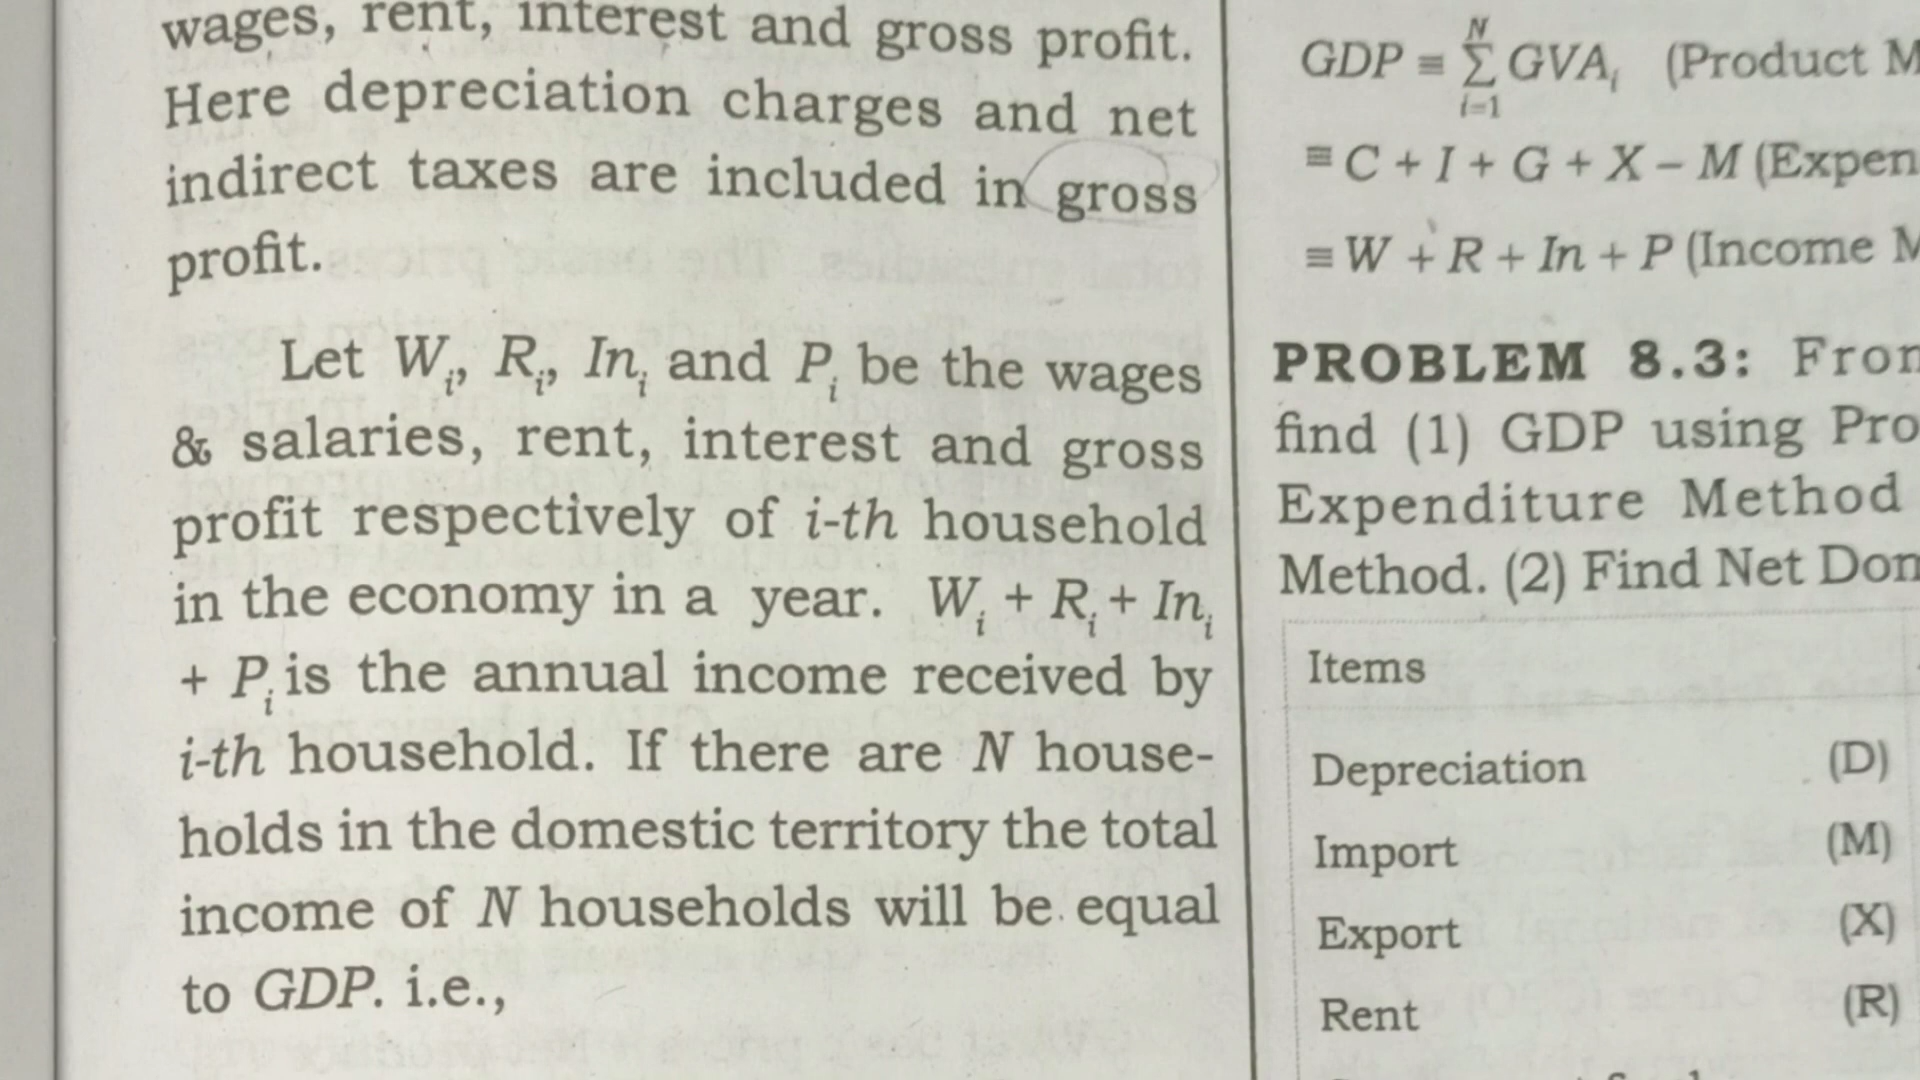 wages, rent, interest and gross profit.
Here depreciation charges and net
indirect taxes are included in gross
profit.
Let Wᵢ, Rᵢ, Inᵢ and Pᵢ be the wages
& salaries, rent, interest and gross
profit respectively of i-th household
in the economy in a year. Wᵢ + Rᵢ + Inᵢ
+ Pᵢ is the annual income received by
i-th household. If there are N house-
holds in the domestic territory the total
income of N households will be equal
to GDP. i.e.,
GDP ≡ N Σ i=1 GVAᵢ (Product M
≡ C + I + G + X – M (Expen
≡ W + R + In + P (Income M
PROBLEM 8.3: Fron
find (1) GDP using Pro
Expenditure Method
Method. (2) Find Net Dom
Items
Depreciation (D)
Import (M)
Export (X)
Rent (R)